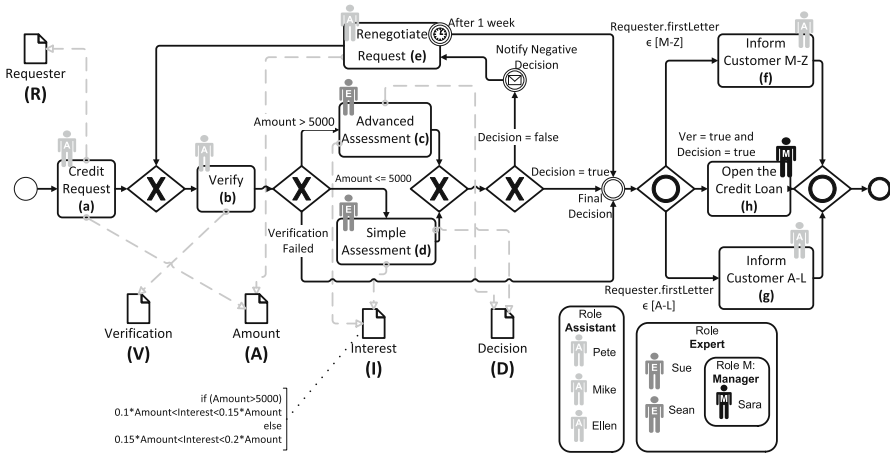 After 1 week
Renegotiate
Request (e)
Notify Negative
Decision
Requester.firstLetter
ϵ [M-Z]
Inform
Customer M-Z
(f)
Requester
(R)
Amount > 5000
Advanced
Assessment (c)
Decision = false
Ver = true and
Decision = true
Credit
Request
(a)
X
Verify
(b)
X
Amount <= 5000
X
X
Decision = true
Final
Decision
Open the
Credit Loan
(h)
Verification
Failed
Simple
Assessment (d)
Requester.firstLetter
ϵ [A-L]
Inform
Customer A-L
(g)
Verification
(V)
Amount
(A)
Interest
(I)
Decision
(D)
if (Amount>5000)
0.1*Amount<Interest<0.15*Amount
else
0.15*Amount<Interest<0.2*Amount
Role
Assistant
A
Pete
A
Mike
A
Ellen
Role
Expert
E
Sue
E
Sean
Role M:
Manager
M
Sara
A
A
A
E
E
A
M
A